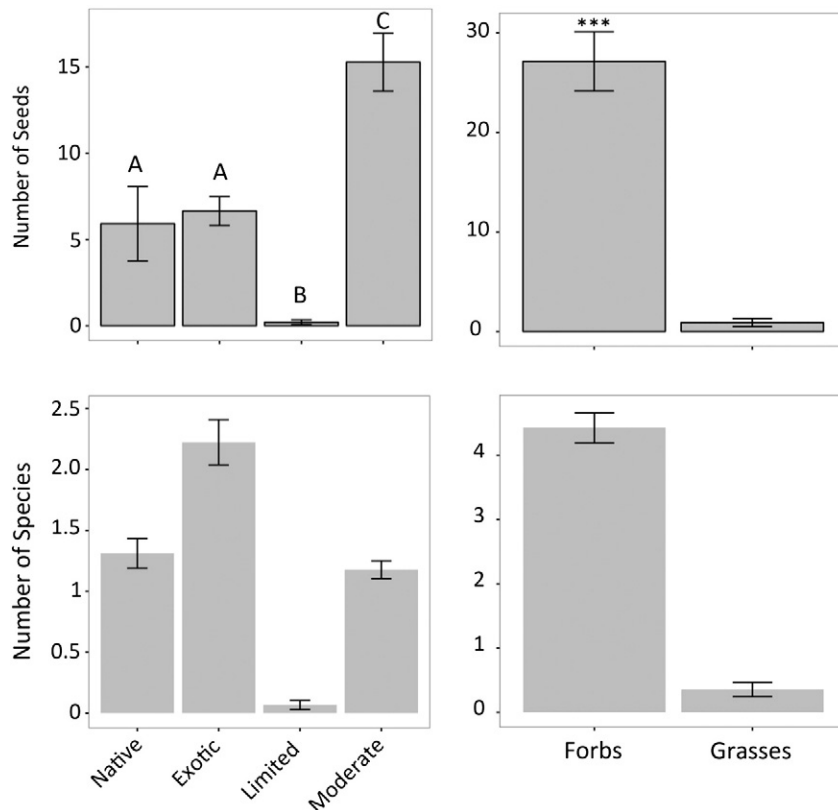 Number of Seeds
15
10
5
0
A
A
B
C
30
20
10
0
***
Number of Species
2.5
2.0
1.5
1
0.5
0
Native
Exotic
Limited
Moderate
4
3
4
1
0
Forbs
Grasses